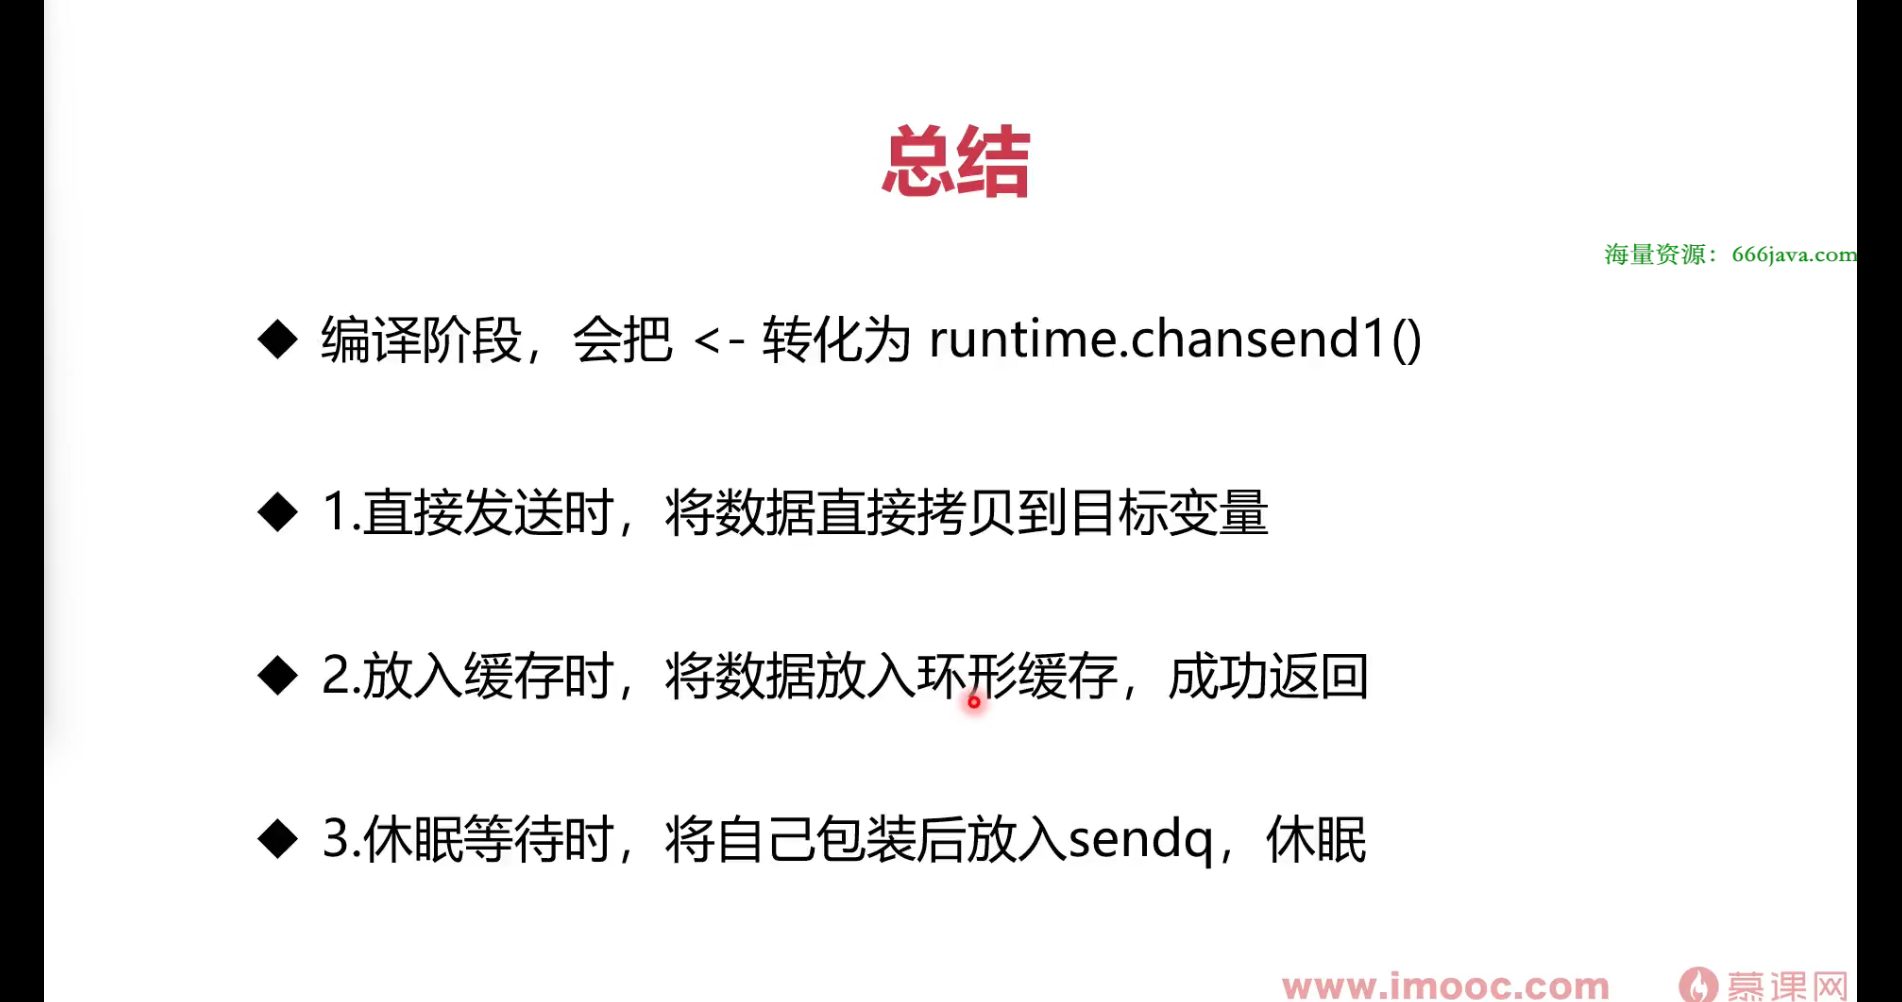 总结
海量资源：666java.com
编译阶段，会把 <- 转化为 runtime.chansend1()
1.直接发送时，将数据直接拷贝到目标变量
2.放入缓存时，将数据放入环形缓存，成功返回
3.休眠等待时，将自己包装后放入sendq，休眠
www.imooc.com 慕课网